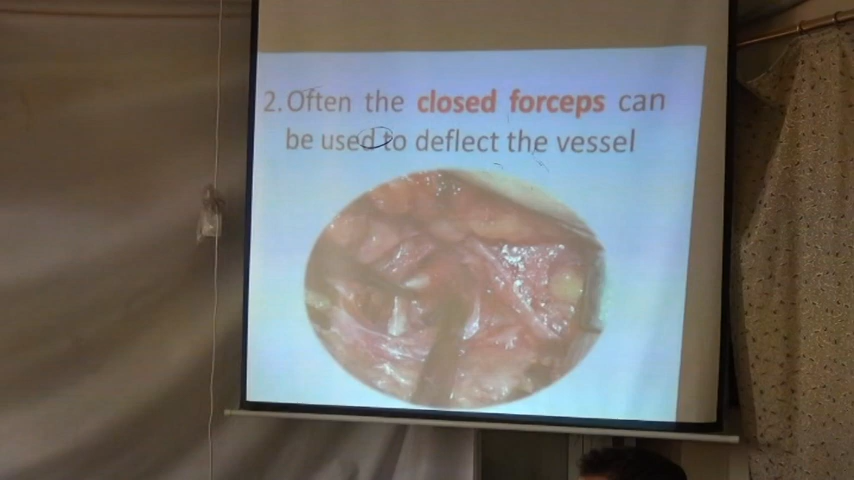 2. Often the closed forceps can
be used to deflect the vessel